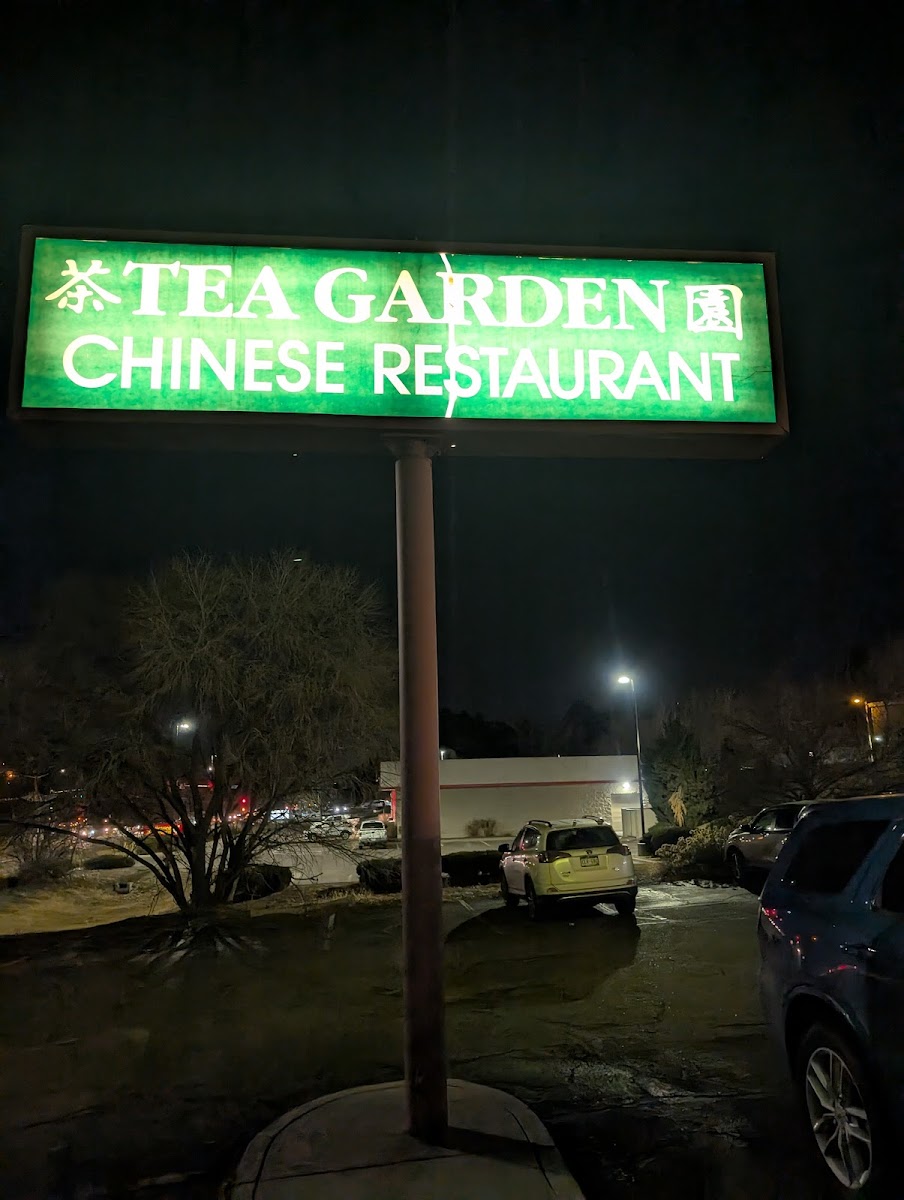 茶 TEA GARDEN 園
CHINESE RESTAURANT